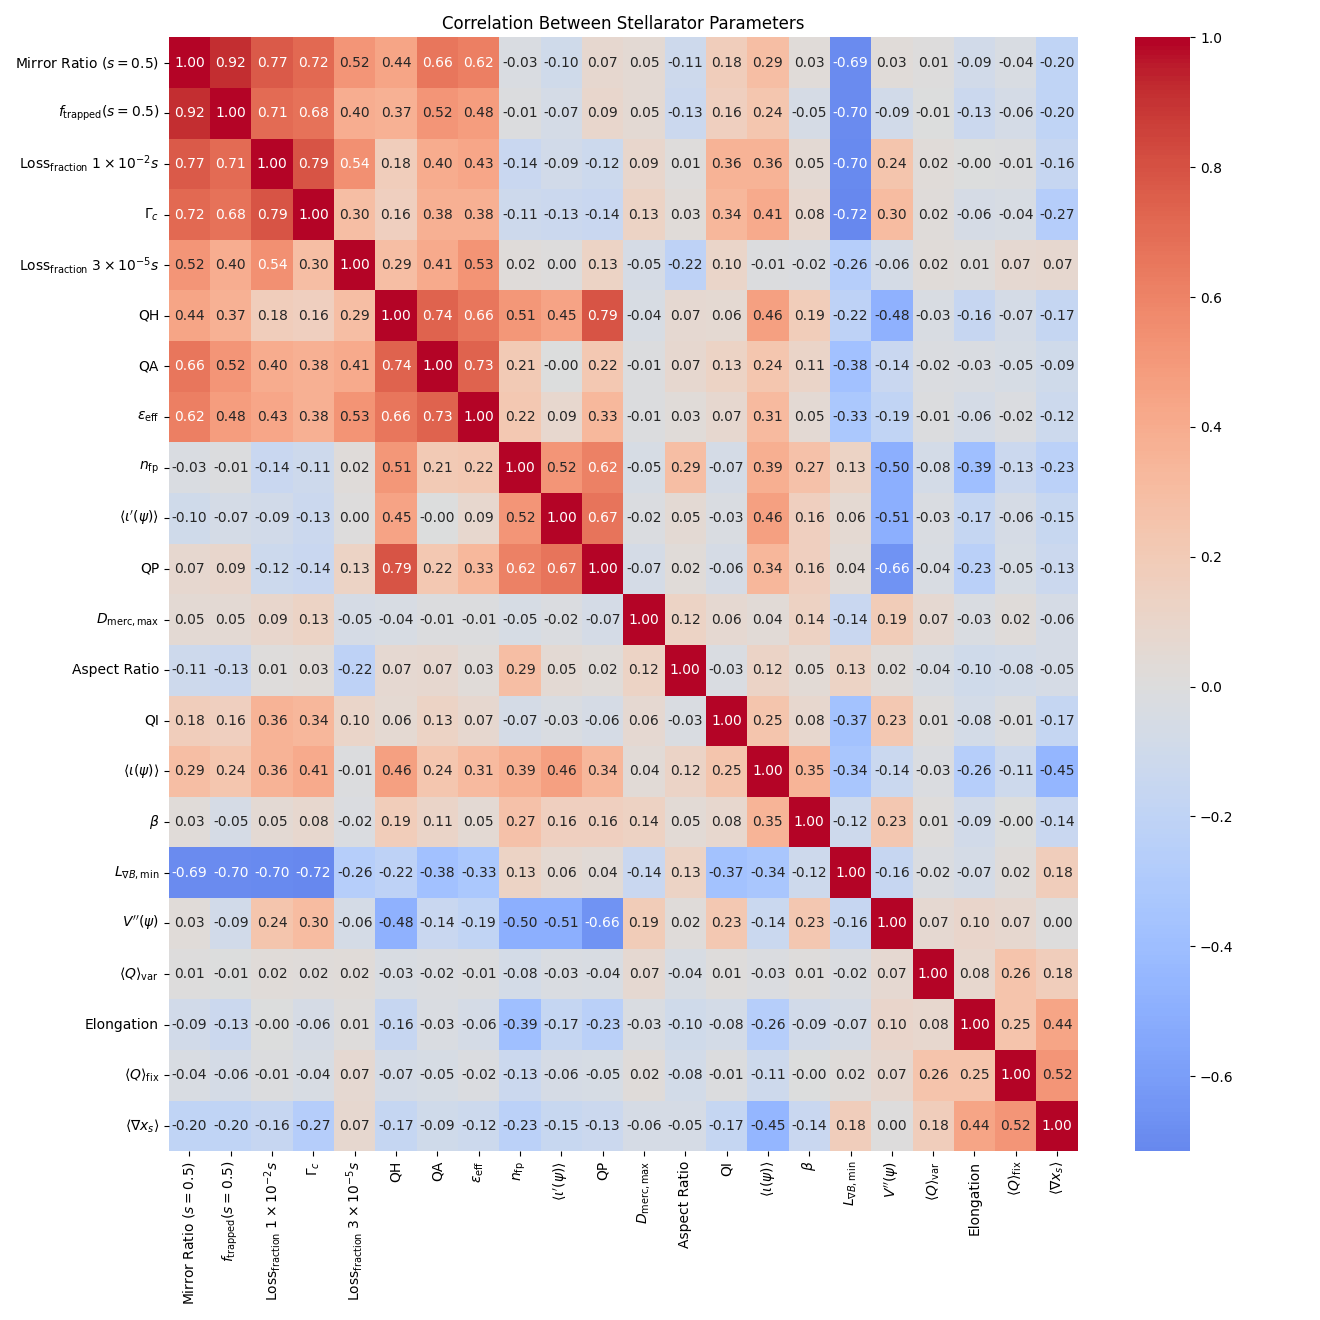 Correlation Between Stellarator Parameters
Mirror Ratio (s = 0.5) 1.00 0.92 0.77 0.72 0.52 0.44 0.66 0.62 -0.03 -0.10 0.07 0.05 -0.11 0.18 0.29 0.03 -0.69 0.03 0.01 -0.09 -0.04 -0.20
f_trapped(s = 0.5) 0.92 1.00 0.71 0.68 0.40 0.37 0.52 0.48 -0.01 -0.07 0.09 0.05 -0.13 0.16 0.24 -0.05 -0.70 -0.09 -0.01 -0.13 -0.06 -0.20
Loss_fraction 1 × 10⁻²s 0.77 0.71 1.00 0.79 0.54 0.18 0.40 0.43 -0.14 -0.09 -0.12 0.09 0.01 0.36 0.36 0.05 -0.70 0.24 0.02 -0.00 -0.01 -0.16
Γ_c 0.72 0.68 0.79 1.00 0.30 0.16 0.38 0.38 -0.11 -0.13 -0.14 0.13 0.03 0.34 0.41 0.08 -0.72 0.30 0.02 -0.06 -0.04 -0.27
Loss_fraction 3 × 10⁻⁵s 0.52 0.40 0.54 0.30 1.00 0.29 0.41 0.53 0.02 0.00 0.13 -0.05 -0.22 0.10 -0.01 -0.02 -0.26 -0.06 0.02 0.01 0.07 0.07
QH 0.44 0.37 0.18 0.16 0.29 1.00 0.74 0.66 0.51 0.45 0.79 -0.04 0.07 0.06 0.46 0.19 -0.22 -0.48 -0.03 -0.16 -0.07 -0.17
QA 0.66 0.52 0.40 0.38 0.41 0.74 1.00 0.73 0.21 -0.00 0.22 -0.01 0.07 0.13 0.24 0.11 -0.38 -0.14 -0.02 -0.03 -0.05 -0.09
ε_eff 0.62 0.48 0.43 0.38 0.53 0.66 0.73 1.00 0.22 0.09 0.33 -0.01 0.03 0.07 0.31 0.05 -0.33 -0.19 -0.01 -0.06 -0.02 -0.12
n_fp -0.03 -0.01 -0.14 -0.11 0.02 0.51 0.21 0.22 1.00 0.52 0.62 -0.05 0.29 -0.07 0.39 0.27 0.13 -0.50 -0.08 -0.39 -0.13 -0.23
⟨ι′(ψ)⟩ -0.10 -0.07 -0.09 -0.13 0.00 0.45 -0.00 0.09 0.52 1.00 0.67 -0.02 0.05 -0.03 0.46 0.16 0.06 -0.51 -0.03 -0.17 -0.06 -0.15
QP 0.07 0.09 -0.12 -0.14 0.13 0.79 0.22 0.33 0.62 0.67 1.00 -0.07 0.02 -0.06 0.34 0.16 0.04 -0.66 -0.04 -0.23 -0.05 -0.13
D_merc, max 0.05 0.05 0.09 0.13 -0.05 -0.04 -0.01 -0.01 -0.05 -0.02 -0.07 1.00 0.12 0.06 0.04 0.14 -0.14 0.19 0.07 -0.03 0.02 -0.06
Aspect Ratio -0.11 -0.13 0.01 0.03 -0.22 0.07 0.07 0.03 0.29 0.05 0.02 0.12 1.00 -0.03 0.12 0.05 0.13 0.02 -0.04 -0.10 -0.08 -0.05
QI 0.18 0.16 0.36 0.34 0.10 0.06 0.13 0.07 -0.07 -0.03 -0.06 0.06 -0.03 1.00 0.25 0.08 -0.37 0.23 0.01 -0.08 -0.01 -0.17
⟨ι(ψ)⟩ 0.29 0.24 0.36 0.41 -0.01 0.46 0.24 0.31 0.39 0.46 0.34 0.04 0.12 0.25 1.00 0.35 -0.34 -0.14 -0.03 -0.26 -0.11 -0.45
β 0.03 -0.05 0.05 0.08 -0.02 0.19 0.11 0.05 0.27 0.16 0.16 0.14 0.05 0.08 0.35 1.00 -0.12 0.23 0.01 -0.09 -0.00 -0.14
L_∇B, min -0.69 -0.70 -0.70 -0.72 -0.26 -0.22 -0.38 -0.33 0.13 0.06 0.04 -0.14 0.13 -0.37 -0.34 -0.12 1.00 -0.16 -0.02 -0.07 0.02 0.18
V″(ψ) 0.03 -0.09 0.24 0.30 -0.06 -0.48 -0.14 -0.19 -0.50 -0.51 -0.66 0.19 0.02 0.23 -0.14 0.23 -0.16 1.00 0.07 0.10 0.07 0.00
⟨Q⟩_var 0.01 -0.01 0.02 0.02 0.02 -0.03 -0.02 -0.01 -0.08 -0.03 -0.04 0.07 -0.04 0.01 -0.03 0.01 -0.02 0.07 1.00 0.08 0.26 0.18
Elongation -0.09 -0.13 -0.00 -0.06 0.01 -0.16 -0.03 -0.06 -0.39 -0.17 -0.23 -0.03 -0.10 -0.08 -0.26 -0.09 -0.07 0.10 0.08 1.00 0.25 0.44
⟨Q⟩_fix -0.04 -0.06 -0.01 -0.04 0.07 -0.07 -0.05 -0.02 -0.13 -0.06 -0.05 0.02 -0.08 -0.01 -0.11 -0.00 0.02 0.07 0.26 0.25 1.00 0.52
⟨∇x_s⟩ -0.20 -0.20 -0.16 -0.27 0.07 -0.17 -0.09 -0.12 -0.23 -0.15 -0.13 -0.06 -0.05 -0.17 -0.45 -0.14 0.18 0.00 0.18 0.44 0.52 1.00
Mirror Ratio (s = 0.5)
f_trapped(s = 0.5)
Loss_fraction 1 × 10⁻²s
Γ_c
Loss_fraction 3 × 10⁻⁵s
QH
QA
ε_eff
n_fp
⟨ι′(ψ)⟩
QP
D_merc, max
Aspect Ratio
QI
⟨ι(ψ)⟩
β
L_∇B, min
V″(ψ)
⟨Q⟩_var
Elongation
⟨Q⟩_fix
⟨∇x_s⟩
1.0
0.8
0.6
0.4
0.2
0.0
−0.2
−0.4
−0.6